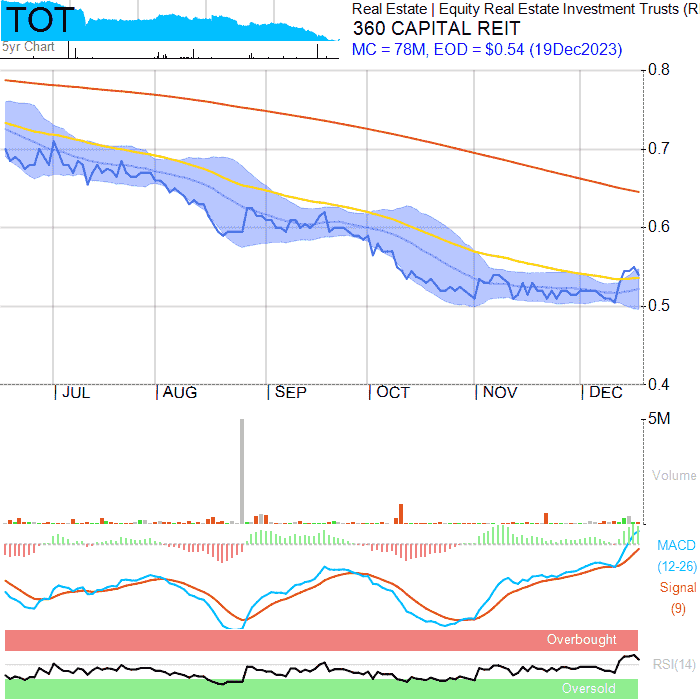 TOT
5yr Chart
Real Estate | Equity Real Estate Investment Trusts (R
360 CAPITAL REIT
MC = 78M, EOD = $0.54 (19Dec2023)
0.8
0.7
0.6
0.5
0.4
JUL AUG SEP OCT NOV DEC
5M
Volume
MACD
(12-26)
Signal
(9)
Overbought
RSI(14)
Oversold